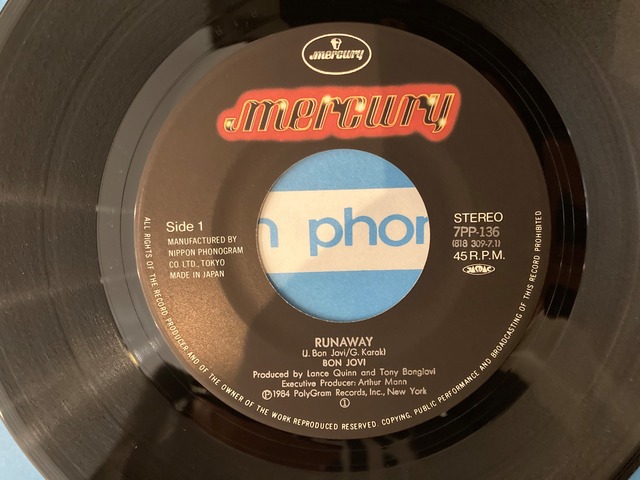 mercury
mercury
Side 1
MANUFACTURED BY
NIPPON PHONOGRAM
CO. LTD., TOKYO
MADE IN JAPAN
n phon
STEREO
7PP-136
(818 309-7.1)
45 R.P.M.
JASRAC
RUNAWAY
(J. Bon Jovi/G. Karak)
BON JOVI
Produced by Lance Quinn and Tony Bongiovi
Executive Producer: Arthur Mann
Ⓟ1984 PolyGram Records, Inc., New York
①
ALL RIGHTS OF THE RECORD PRODUCER AND OF THE OWNER OF THE WORK REPRODUCED RESERVED. COPYING, PUBLIC PERFORMANCE AND BROADCASTING OF THIS RECORD PROHIBITED